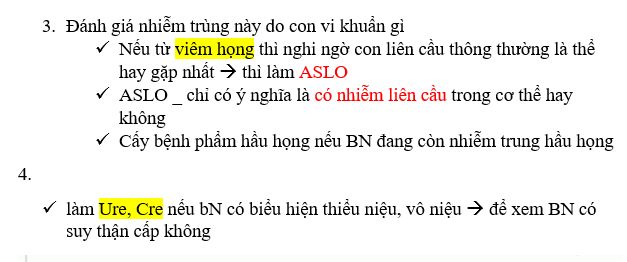 3. Đánh giá nhiễm trùng này do con vi khuẩn gì
✓ Nếu từ viêm họng thì nghi ngờ con liên cầu thông thường là thể
hay gặp nhất → thì làm ASLO
✓ ASLO _ chỉ có ý nghĩa là có nhiễm liên cầu trong cơ thể hay
không
✓ Cấy bệnh phẩm hầu họng nếu BN đang còn nhiễm trung hầu họng
4.
✓ làm Ure, Cre nếu bN có biểu hiện thiểu niệu, vô niệu → để xem BN có
suy thận cấp không